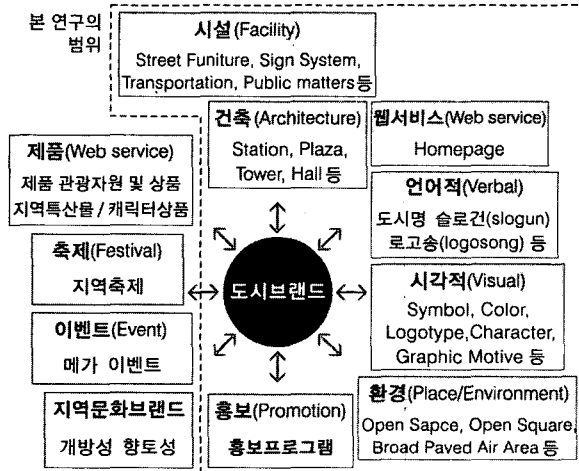 본 연구의
범위
시설(Facility)
Street Funiture, Sign System,
Transportation, Public matters등
건축(Architecture)
Station, Plaza,
Tower, Hall 등
웹서비스(Web service)
Homepage
제품(Web service)
제품 관광자원 및 상품
지역특산물 / 캐릭터상품
언어적(Verbal)
도시명 슬로건(slogun)
로고송(logosong) 등
축제(Festival)
지역축제
도시브랜드
시각적(Visual)
Symbol, Color,
Logotype,Character,
Graphic Motive 등
이벤트(Event)
메가 이벤트
지역문화브랜드
개방성 향토성
홍보(Promotion)
홍보프로그램
환경(Place/Environment)
Open Sapce, Open Square,
Broad Paved Air Area 등